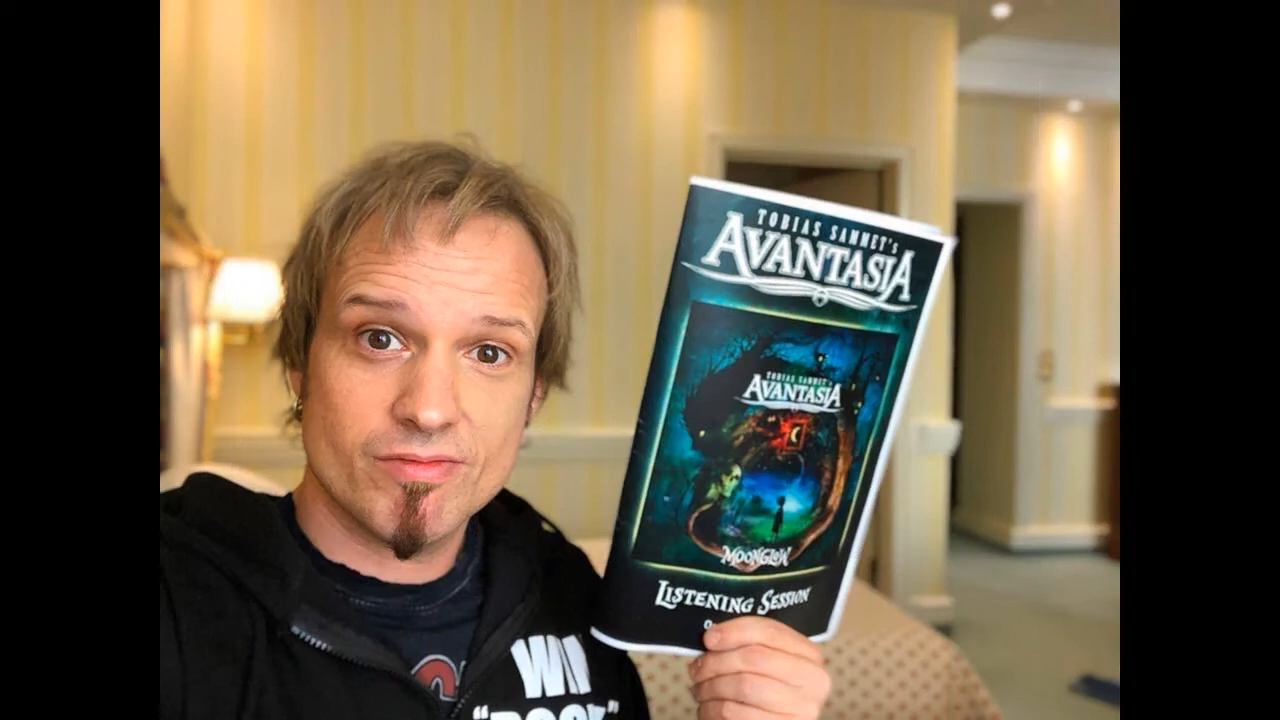 TOBIAS SAMMET'S
AVANTASIA
TOBIAS SAMMET'S
AVANTASIA
MOONGLOW
LISTENING SESSION